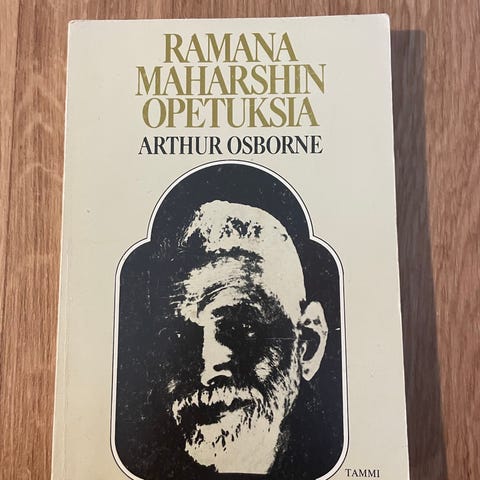 RAMANA
MAHARSHIN
OPETUKSIA
ARTHUR OSBORNE
TAMMI